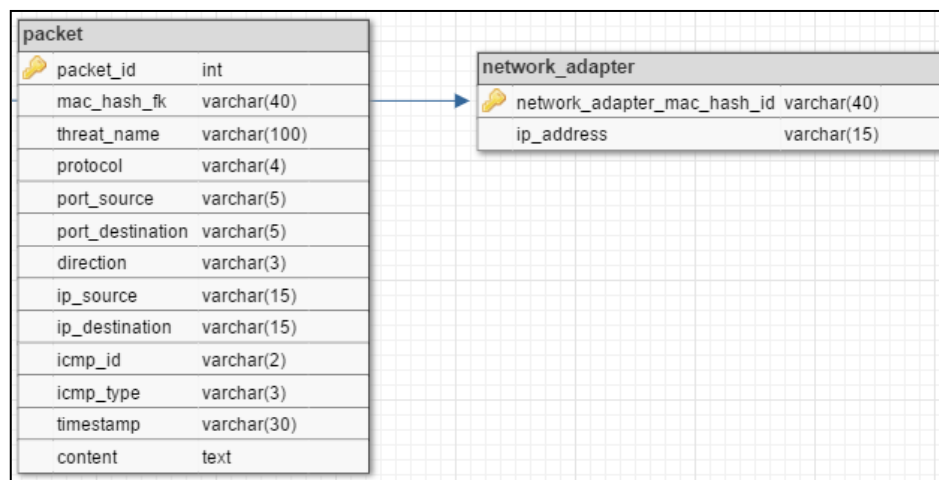 packet
packet_id int
mac_hash_fk varchar(40)
threat_name varchar(100)
protocol varchar(4)
port_source varchar(5)
port_destination varchar(5)
direction varchar(3)
ip_source varchar(15)
ip_destination varchar(15)
icmp_id varchar(2)
icmp_type varchar(3)
timestamp varchar(30)
content text
network_adapter
network_adapter_mac_hash_id varchar(40)
ip_address varchar(15)